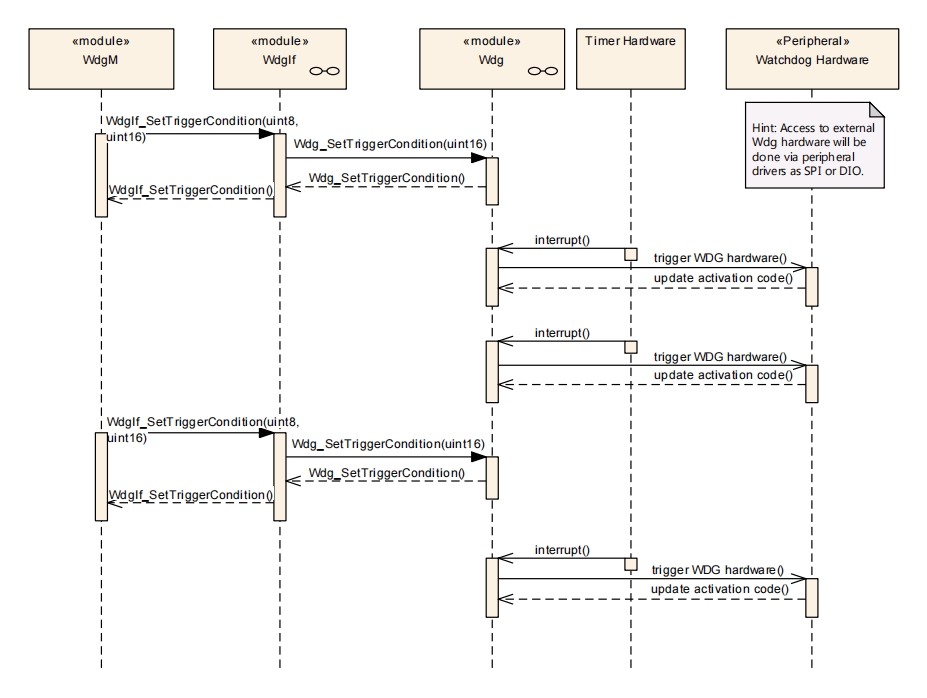 «module»
WdgM
«module»
WdgIf
«module»
Wdg
Timer Hardware
«Peripheral»
Watchdog Hardware
Hint: Access to external
Wdg hardware will be
done via peripheral
drivers as SPI or DIO.
WdgIf_SetTriggerCondition(uint8,
uint16)
Wdg_SetTriggerCondition(uint16)
Wdg_SetTriggerCondition()
WdgIf_SetTriggerCondition()
interrupt()
trigger WDG hardware()
update activation code()
interrupt()
trigger WDG hardware()
update activation code()
WdgIf_SetTriggerCondition(uint8,
uint16)
Wdg_SetTriggerCondition(uint16)
Wdg_SetTriggerCondition()
WdgIf_SetTriggerCondition()
interrupt()
trigger WDG hardware()
update activation code()